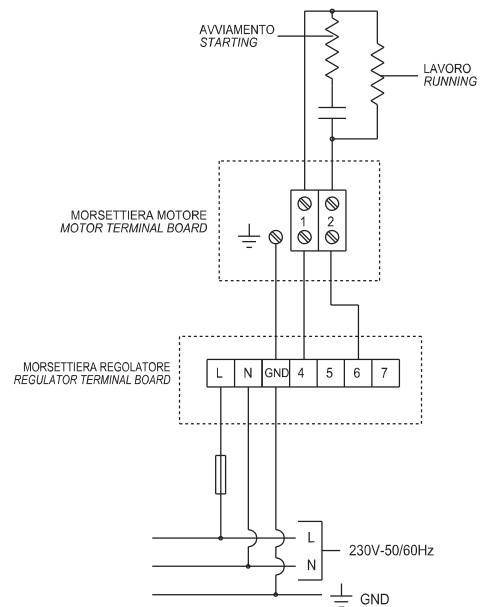 AVVIAMENTO
STARTING
LAVORO
RUNNING
MORSETTIERA MOTORE
MOTOR TERMINAL BOARD
1 2
MORSETTIERA REGOLATORE
REGULATOR TERMINAL BOARD
L N GND 4 5 6 7
L
230V-50/60Hz
N
GND